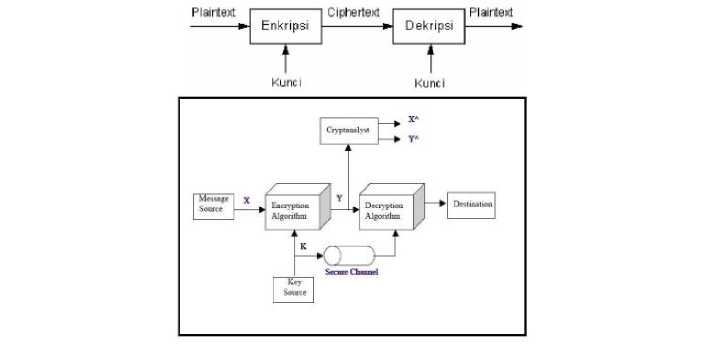 Plaintext
Enkripsi
Ciphertext
Dekripsi
Plaintext
Kunci
Kunci
Cryptanalyst
X^
Y^
Message
Source
X
Encryption
Algorithm
Y
Decryption
Algorithm
Destination
K
Secure Channel
Key
Source